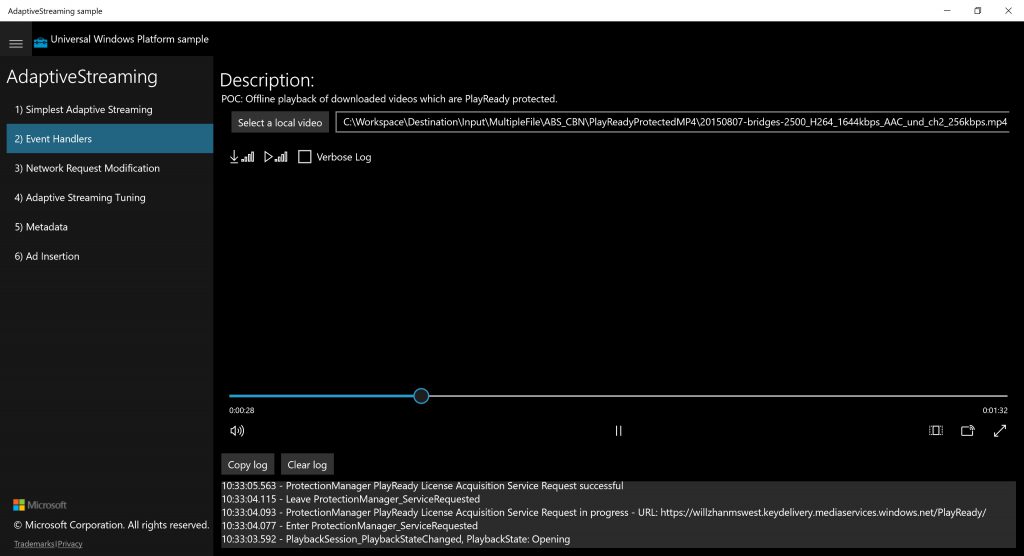 AdaptiveStreaming sample
Universal Windows Platform sample
AdaptiveStreaming
1) Simplest Adaptive Streaming
2) Event Handlers
3) Network Request Modification
4) Adaptive Streaming Tuning
5) Metadata
6) Ad Insertion
Microsoft
© Microsoft Corporation. All rights reserved.
Trademarks|Privacy
Description:
POC: Offline playback of downloaded videos which are PlayReady protected.
Select a local video C:\Workspace\Destination\Input\MultipleFile\ABS_CBN\PlayReadyProtectedMP4\20150807-bridges-2500_H264_1644kbps_AAC_und_ch2_256kbps.mp4
Verbose Log
0:00:28 0:01:32
Copy log Clear log
10:33:05.563 - ProtectionManager PlayReady License Acquisition Service Request successful
10:33:04.115 - Leave ProtectionManager_ServiceRequested
10:33:04.093 - ProtectionManager PlayReady License Acquisition Service Request in progress - URL: https://willzhanmswest.keydelivery.mediaservices.windows.net/PlayReady/
10:33:04.077 - Enter ProtectionManager_ServiceRequested
10:33:03.592 - PlaybackSession_PlaybackStateChanged, PlaybackState: Opening